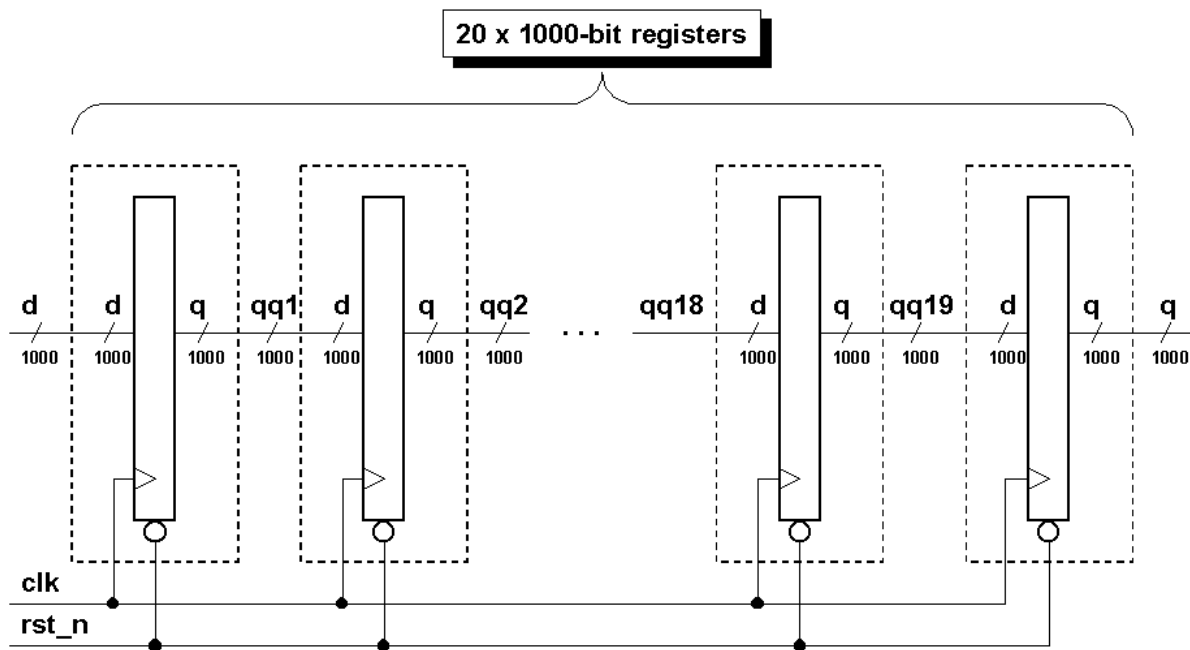 20 x 1000-bit registers
d d q qq1 d q qq2 . . . qq18 d q qq19 d q q
1000 1000 1000 1000 1000 1000 1000 1000 1000 1000 1000 1000 1000
clk
rst_n